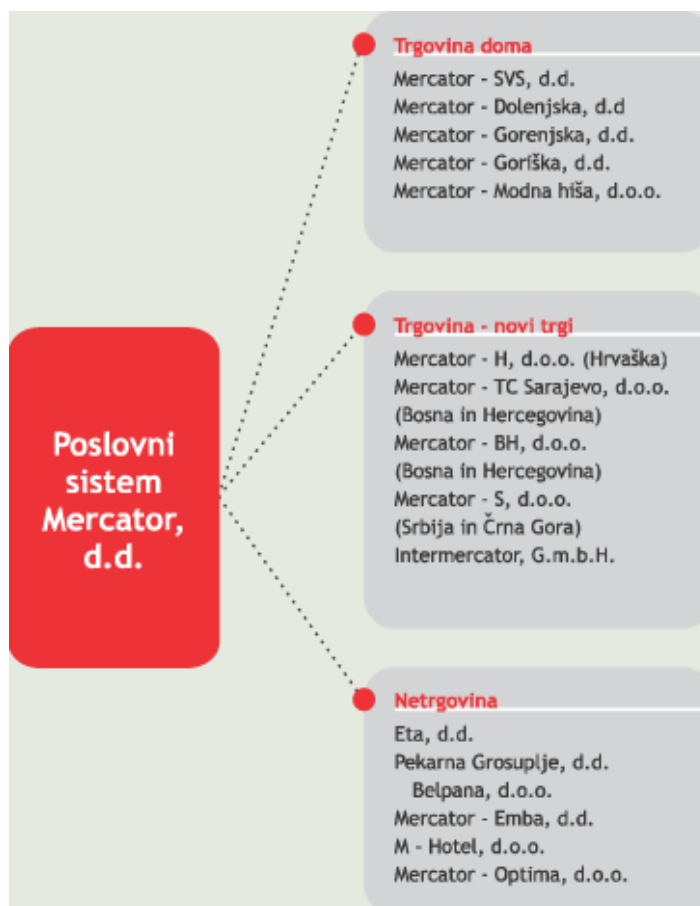 Poslovni
sistem
Mercator,
d.d.
Trgovina doma
Mercator - SVS, d.d.
Mercator - Dolenjska, d.d
Mercator - Gorenjska, d.d.
Mercator - Goriška, d.d.
Mercator - Modna hiša, d.o.o.
Trgovina - novi trgi
Mercator - H, d.o.o. (Hrvaška)
Mercator - TC Sarajevo, d.o.o.
(Bosna in Hercegovina)
Mercator - BH, d.o.o.
(Bosna in Hercegovina)
Mercator - S, d.o.o.
(Srbija in Črna Gora)
Intermercator, G.m.b.H.
Netrgovina
Eta, d.d.
Pekarna Grosuplje, d.d.
Belpana, d.o.o.
Mercator - Emba, d.d.
M - Hotel, d.o.o.
Mercator - Optima, d.o.o.